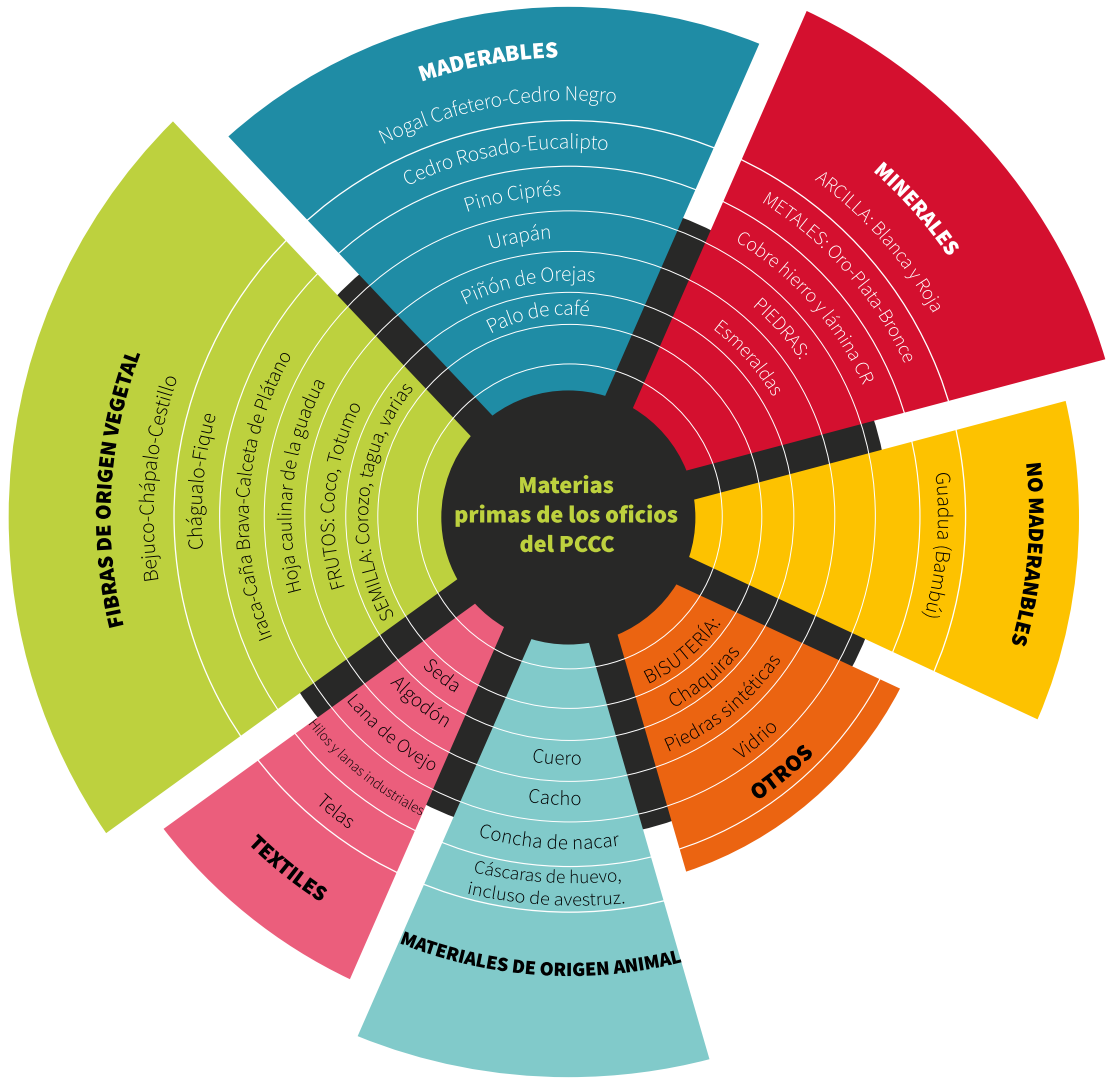 Materias
primas de los oficios
del PCCC
MADERABLES
Nogal Cafetero-Cedro Negro
Cedro Rosado-Eucalipto
Pino Ciprés
Urapán
Piñón de Orejas
Palo de café
MINERALES
ARCILLA: Blanca y Roja
METALES: Oro-Plata-Bronce
Cobre hierro y lámina CR
PIEDRAS:
Esmeraldas
NO MADERANBLES
Guadua (Bambú)
BISUTERÍA:
Chaquiras
Piedras sintéticas
Vidrio
OTROS
Cuero
Cacho
Concha de nacar
Cáscaras de huevo,
incluso de avestruz.
MATERIALES DE ORIGEN ANIMAL
Seda
Algodón
Lana de Ovejo
Hilos y lanas industriales
Telas
TEXTILES
FIBRAS DE ORIGEN VEGETAL
Bejuco-Chápalo-Cestillo
Chágualo-Fique
Iraca-Caña Brava-Calceta de Plátano
Hoja caulinar de la guadua
FRUTOS: Coco, Totumo
SEMILLA: Corozo, tagua, varias